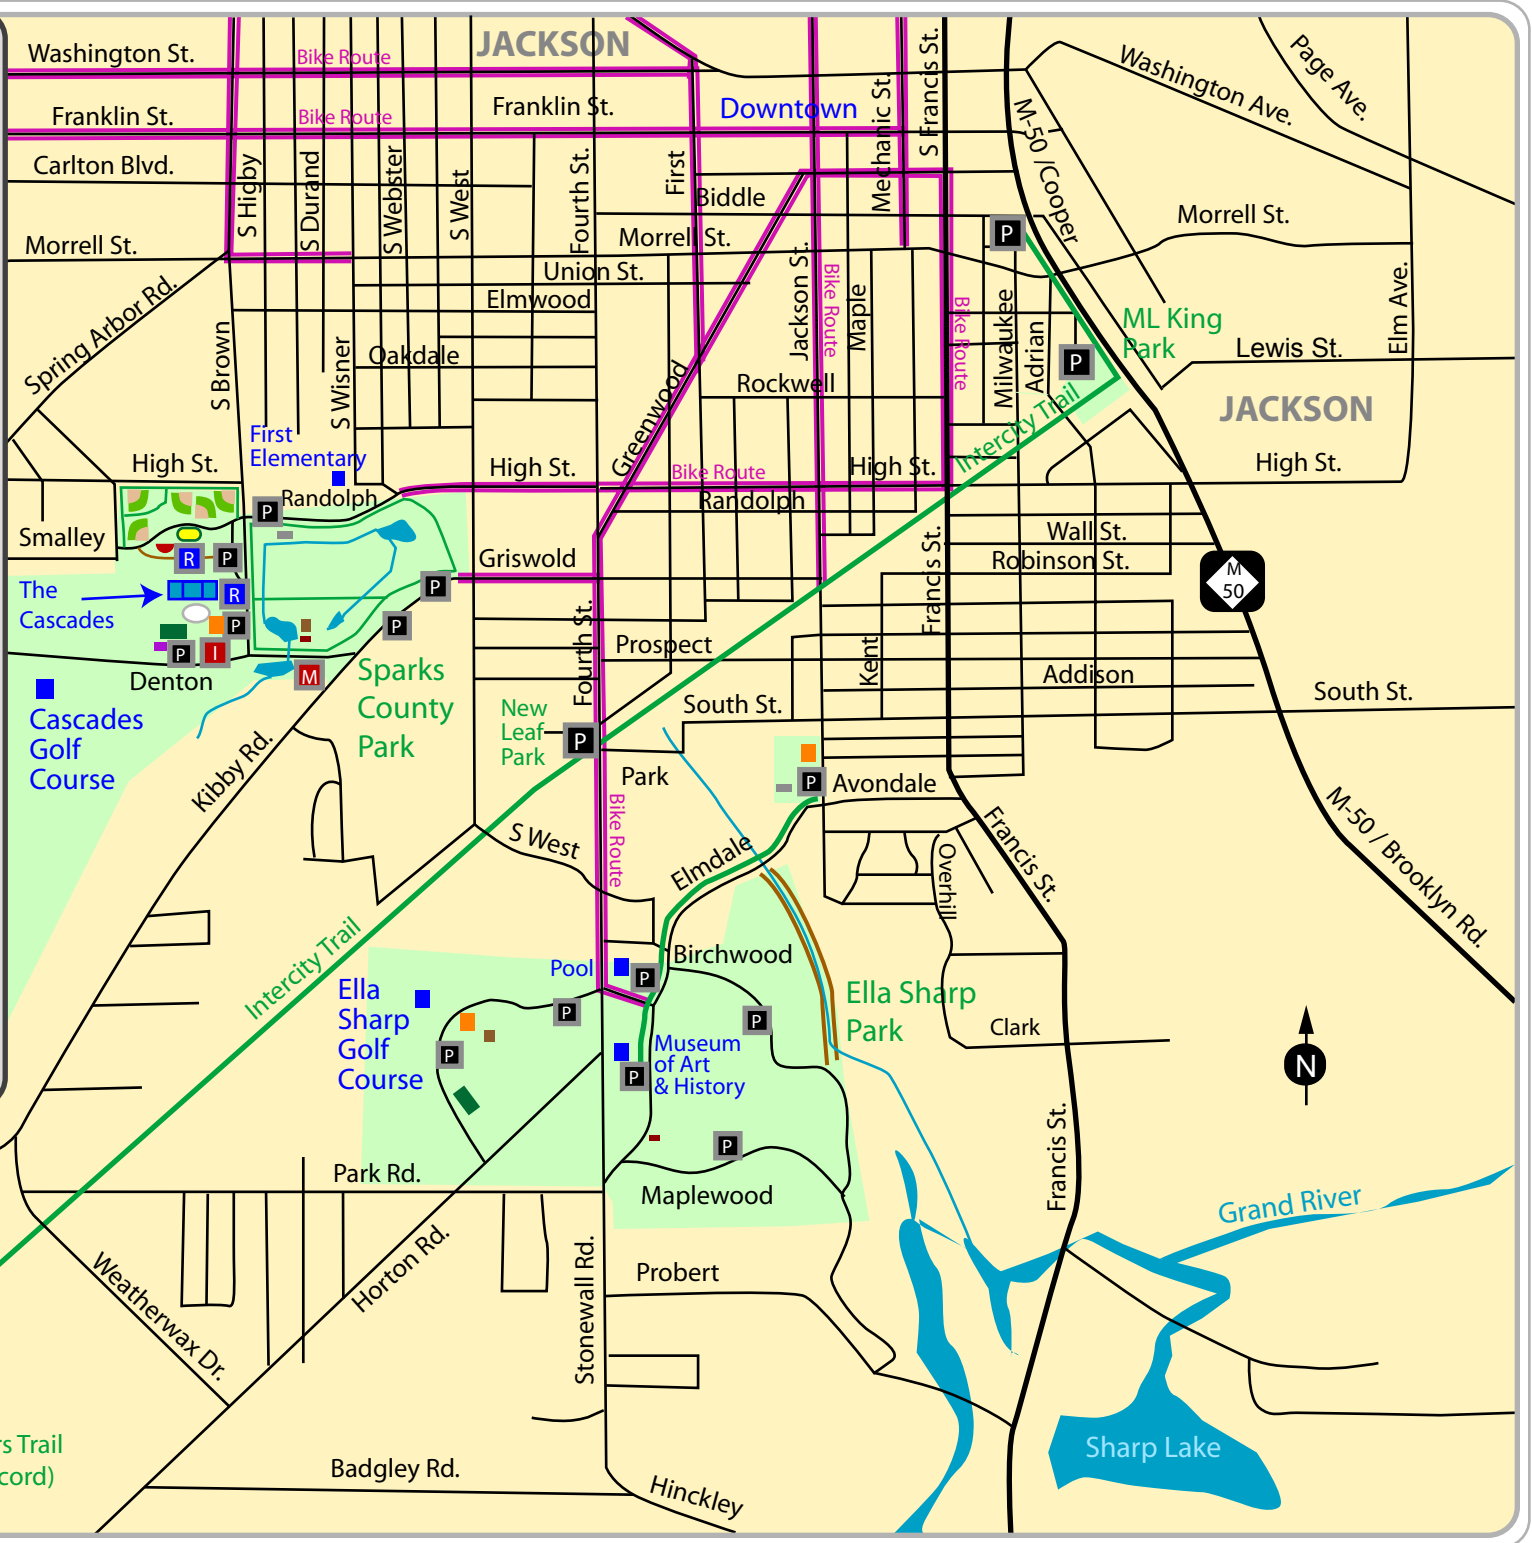 JACKSON
Washington St.
Bike Route
S Francis St.
Page Ave.
Washington Ave.
Franklin St.
Bike Route
Franklin St.
Downtown
Mechanic St.
M-50 /Cooper
Carlton Blvd.
S Higby
S Durand
S Webster
S West
Fourth St.
First
Biddle
P
Morrell St.
Morrell St.
Morrell St.
Union St.
Elmwood
Jackson St.
Bike Route
Maple
Bike Route
Milwaukee
Adrian
Elm Ave.
Spring Arbor Rd.
S Brown
S Wisner
Oakdale
Rockwell
P
ML King
Park
Lewis St.
JACKSON
Greenwood
Intercity Trail
First
Elementary
High St.
High St.
Bike Route
High St.
High St.
Randolph
Randolph
P
Smalley
Griswold
Wall St.
Robinson St.
Francis St.
M
50
R
P
P
The
Cascades
R
P
P
P
I
M
Denton
Fourth St.
Prospect
Kent
Addison
Sparks
County
Park
South St.
South St.
New
Leaf
Park
P
Cascades
Golf
Course
Kibby Rd.
Park
P
Avondale
Bike Route
S West
Elmdale
Overhill
Francis St.
M-50 / Brooklyn Rd.
Intercity Trail
Pool
P
Birchwood
Ella
Sharp
Golf
Course
P
P
P
Ella Sharp
Park
Clark
Museum
of Art
& History
P
N
P
Park Rd.
Maplewood
Francis St.
Grand River
Weatherwax Dr.
Horton Rd.
Stonewall Rd.
Probert
rs Trail
cord)
Badgley Rd.
Hinckley
Sharp Lake